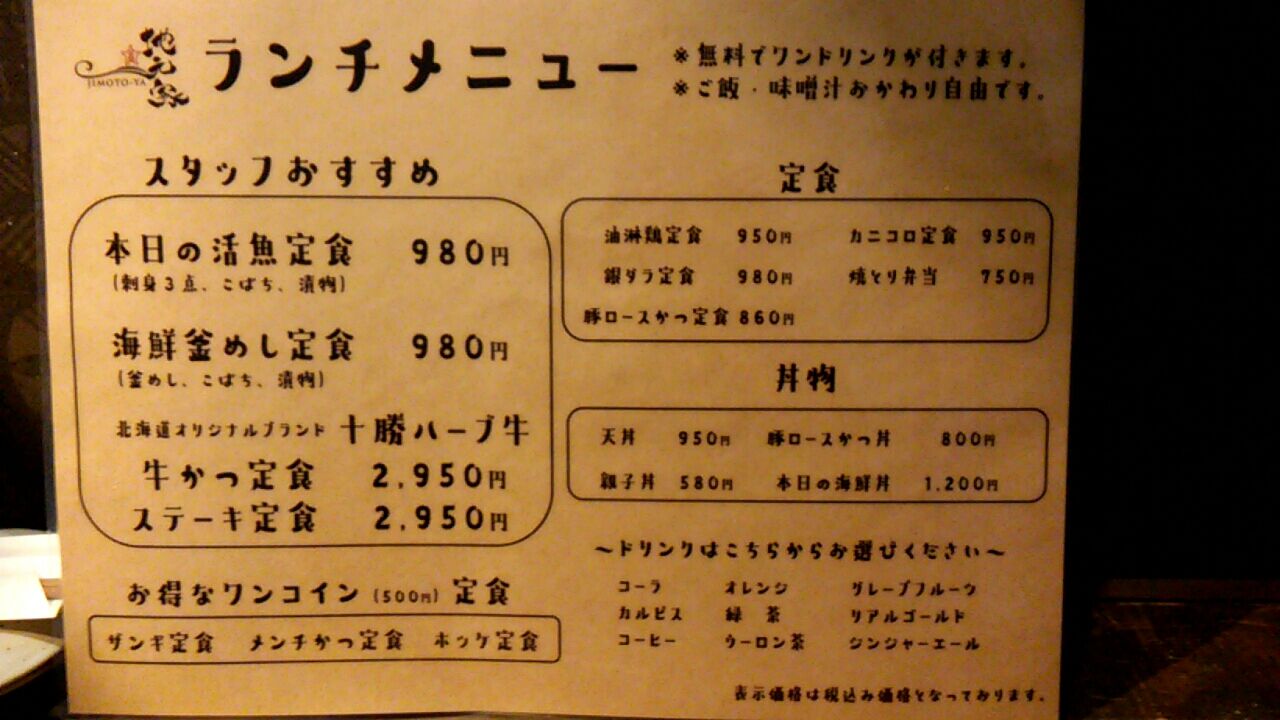 地元家
JIMOTO-YA
ランチメニュー
※無料でワンドリンクが付きます。
※ご飯・味噌汁おかわり自由です。
スタッフおすすめ
本日の活魚定食 980円
(刺身3点、こばち、漬物)
海鮮釜めし定食 980円
(釜めし、こばち、漬物)
北海道オリジナルブランド 十勝ハーブ牛
牛かつ定食 2,950円
ステーキ定食 2,950円
お得なワンコイン(500円)定食
ザンギ定食 メンチかつ定食 ホッケ定食
定食
油淋鶏定食 950円 カニコロ定食 950円
銀ダラ定食 980円 焼とり弁当 750円
豚ロースかつ定食 860円
丼物
天丼 950円 豚ロースかつ丼 800円
親子丼 580円 本日の海鮮丼 1,200円
～ドリンクはこちらからお選びください～
コーラ オレンジ グレープフルーツ
カルピス 緑茶 リアルゴールド
コーヒー ウーロン茶 ジンジャーエール
表示価格は税込み価格となっております。